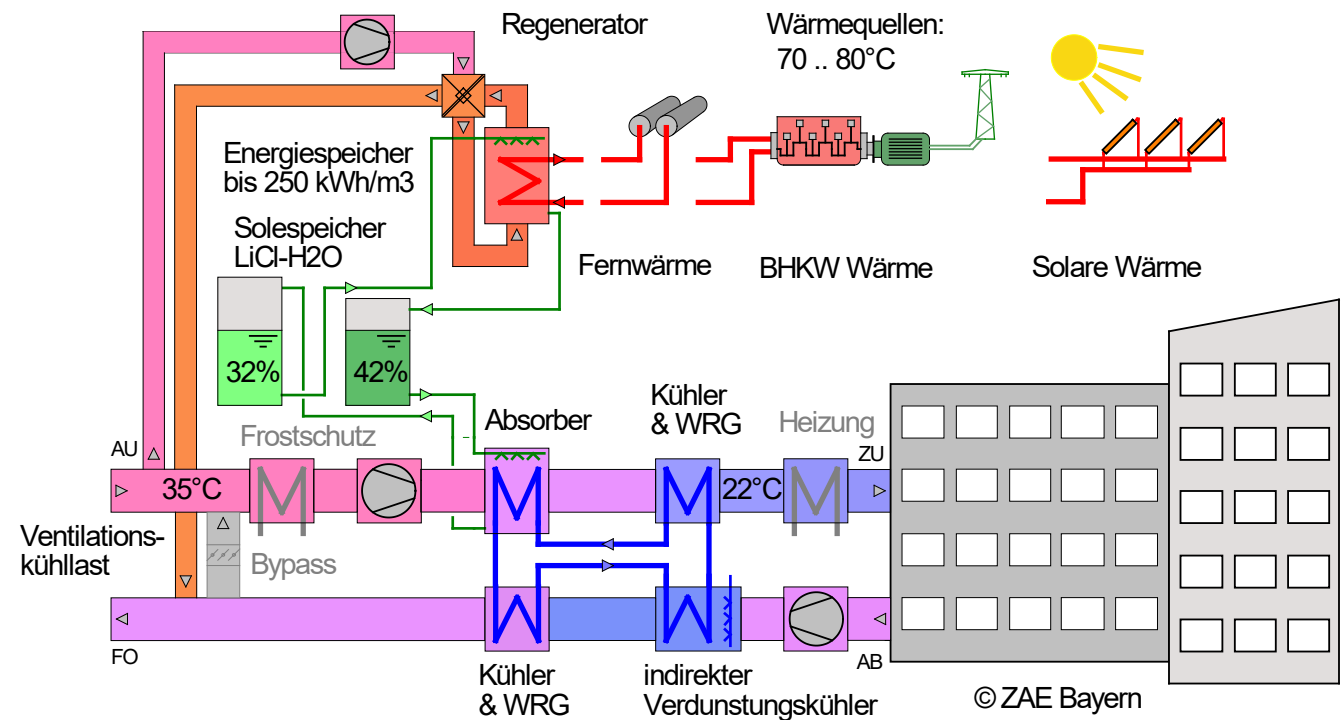 Regenerator
Wärmequellen:
70 .. 80°C
Energiespeicher
bis 250 kWh/m3
Solespeicher
LiCl-H2O
Fernwärme
BHKW Wärme
Solare Wärme
32%
42%
Kühler
& WRG
Absorber
Heizung
Frostschutz
AU
ZU
35°C
22°C
Ventilations-
kühllast
Bypass
FO
AB
Kühler
& WRG
indirekter
Verdunstungskühler
© ZAE Bayern